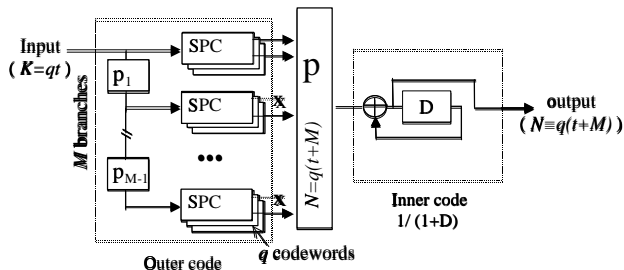 Input
( K=qt)
M branches
p1
pM-1
SPC
SPC
x
•••
SPC
x
q codewords
Outer code
p
N=q(t+M)
D
Inner code
1/ (1+D)
output
( N≡q(t+M) )